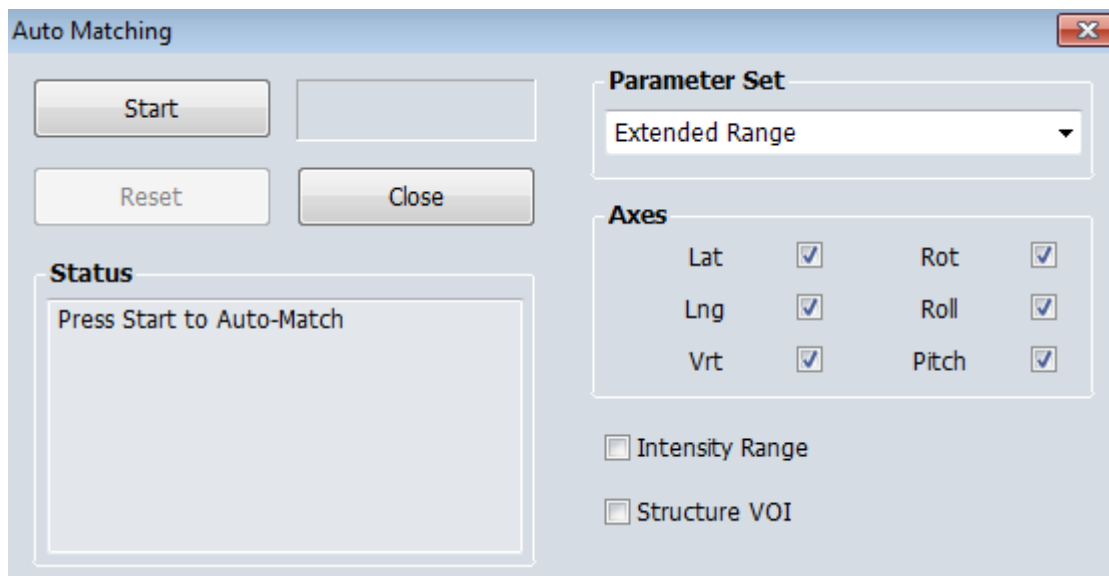 Auto Matching
Start
Reset
Close
Status
Press Start to Auto-Match
Parameter Set
Extended Range
Axes
Lat Rot
Lng Roll
Vrt Pitch
Intensity Range
Structure VOI